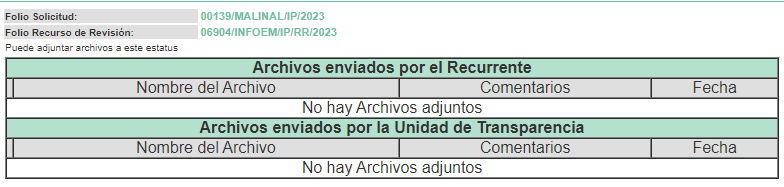 Folio Solicitud: 00139/MALINAL/IP/2023
Folio Recurso de Revisión: 06904/INFOEM/IP/RR/2023
Puede adjuntar archivos a este estatus
Archivos enviados por el Recurrente
Nombre del Archivo Comentarios Fecha
No hay Archivos adjuntos
Archivos enviados por la Unidad de Transparencia
Nombre del Archivo Comentarios Fecha
No hay Archivos adjuntos